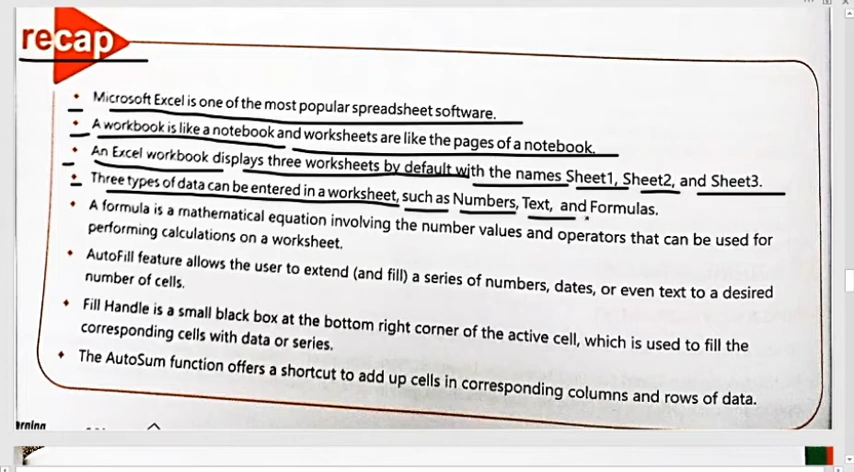 recap
• Microsoft Excel is one of the most popular spreadsheet software.
• A workbook is like a notebook and worksheets are like the pages of a notebook.
• An Excel workbook displays three worksheets by default with the names Sheet1, Sheet2, and Sheet3.
• Three types of data can be entered in a worksheet, such as Numbers, Text, and Formulas.
• A formula is a mathematical equation involving the number values and operators that can be used for
performing calculations on a worksheet.
• AutoFill feature allows the user to extend (and fill) a series of numbers, dates, or even text to a desired
number of cells.
• Fill Handle is a small black box at the bottom right corner of the active cell, which is used to fill the
corresponding cells with data or series.
• The AutoSum function offers a shortcut to add up cells in corresponding columns and rows of data.